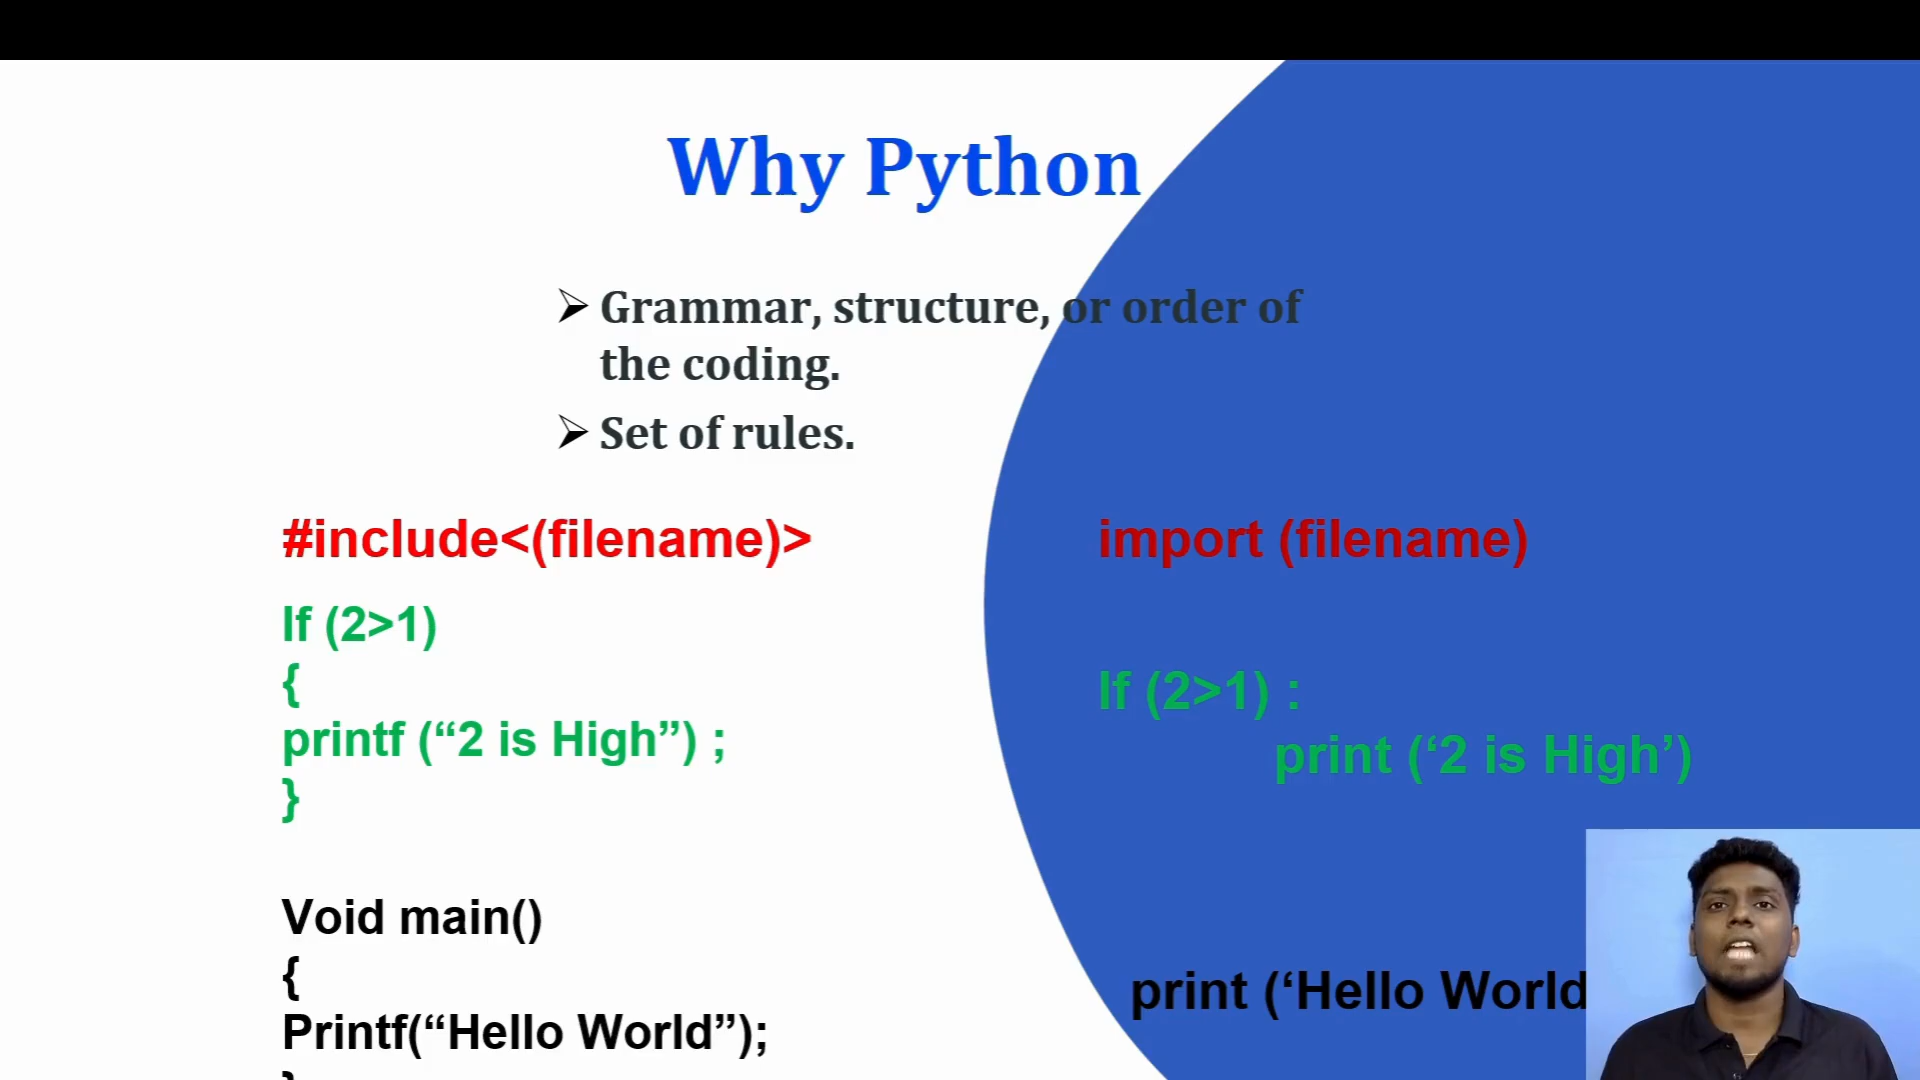 Why Python
➢ Grammar, structure, or order of
the coding.
➢ Set of rules.
#include<(filename)>
If (2>1)
{
printf (“2 is High”) ;
}
Void main()
{
Printf(“Hello World”);
}
import (filename)
If (2>1) :
print (‘2 is High’)
print (‘Hello World